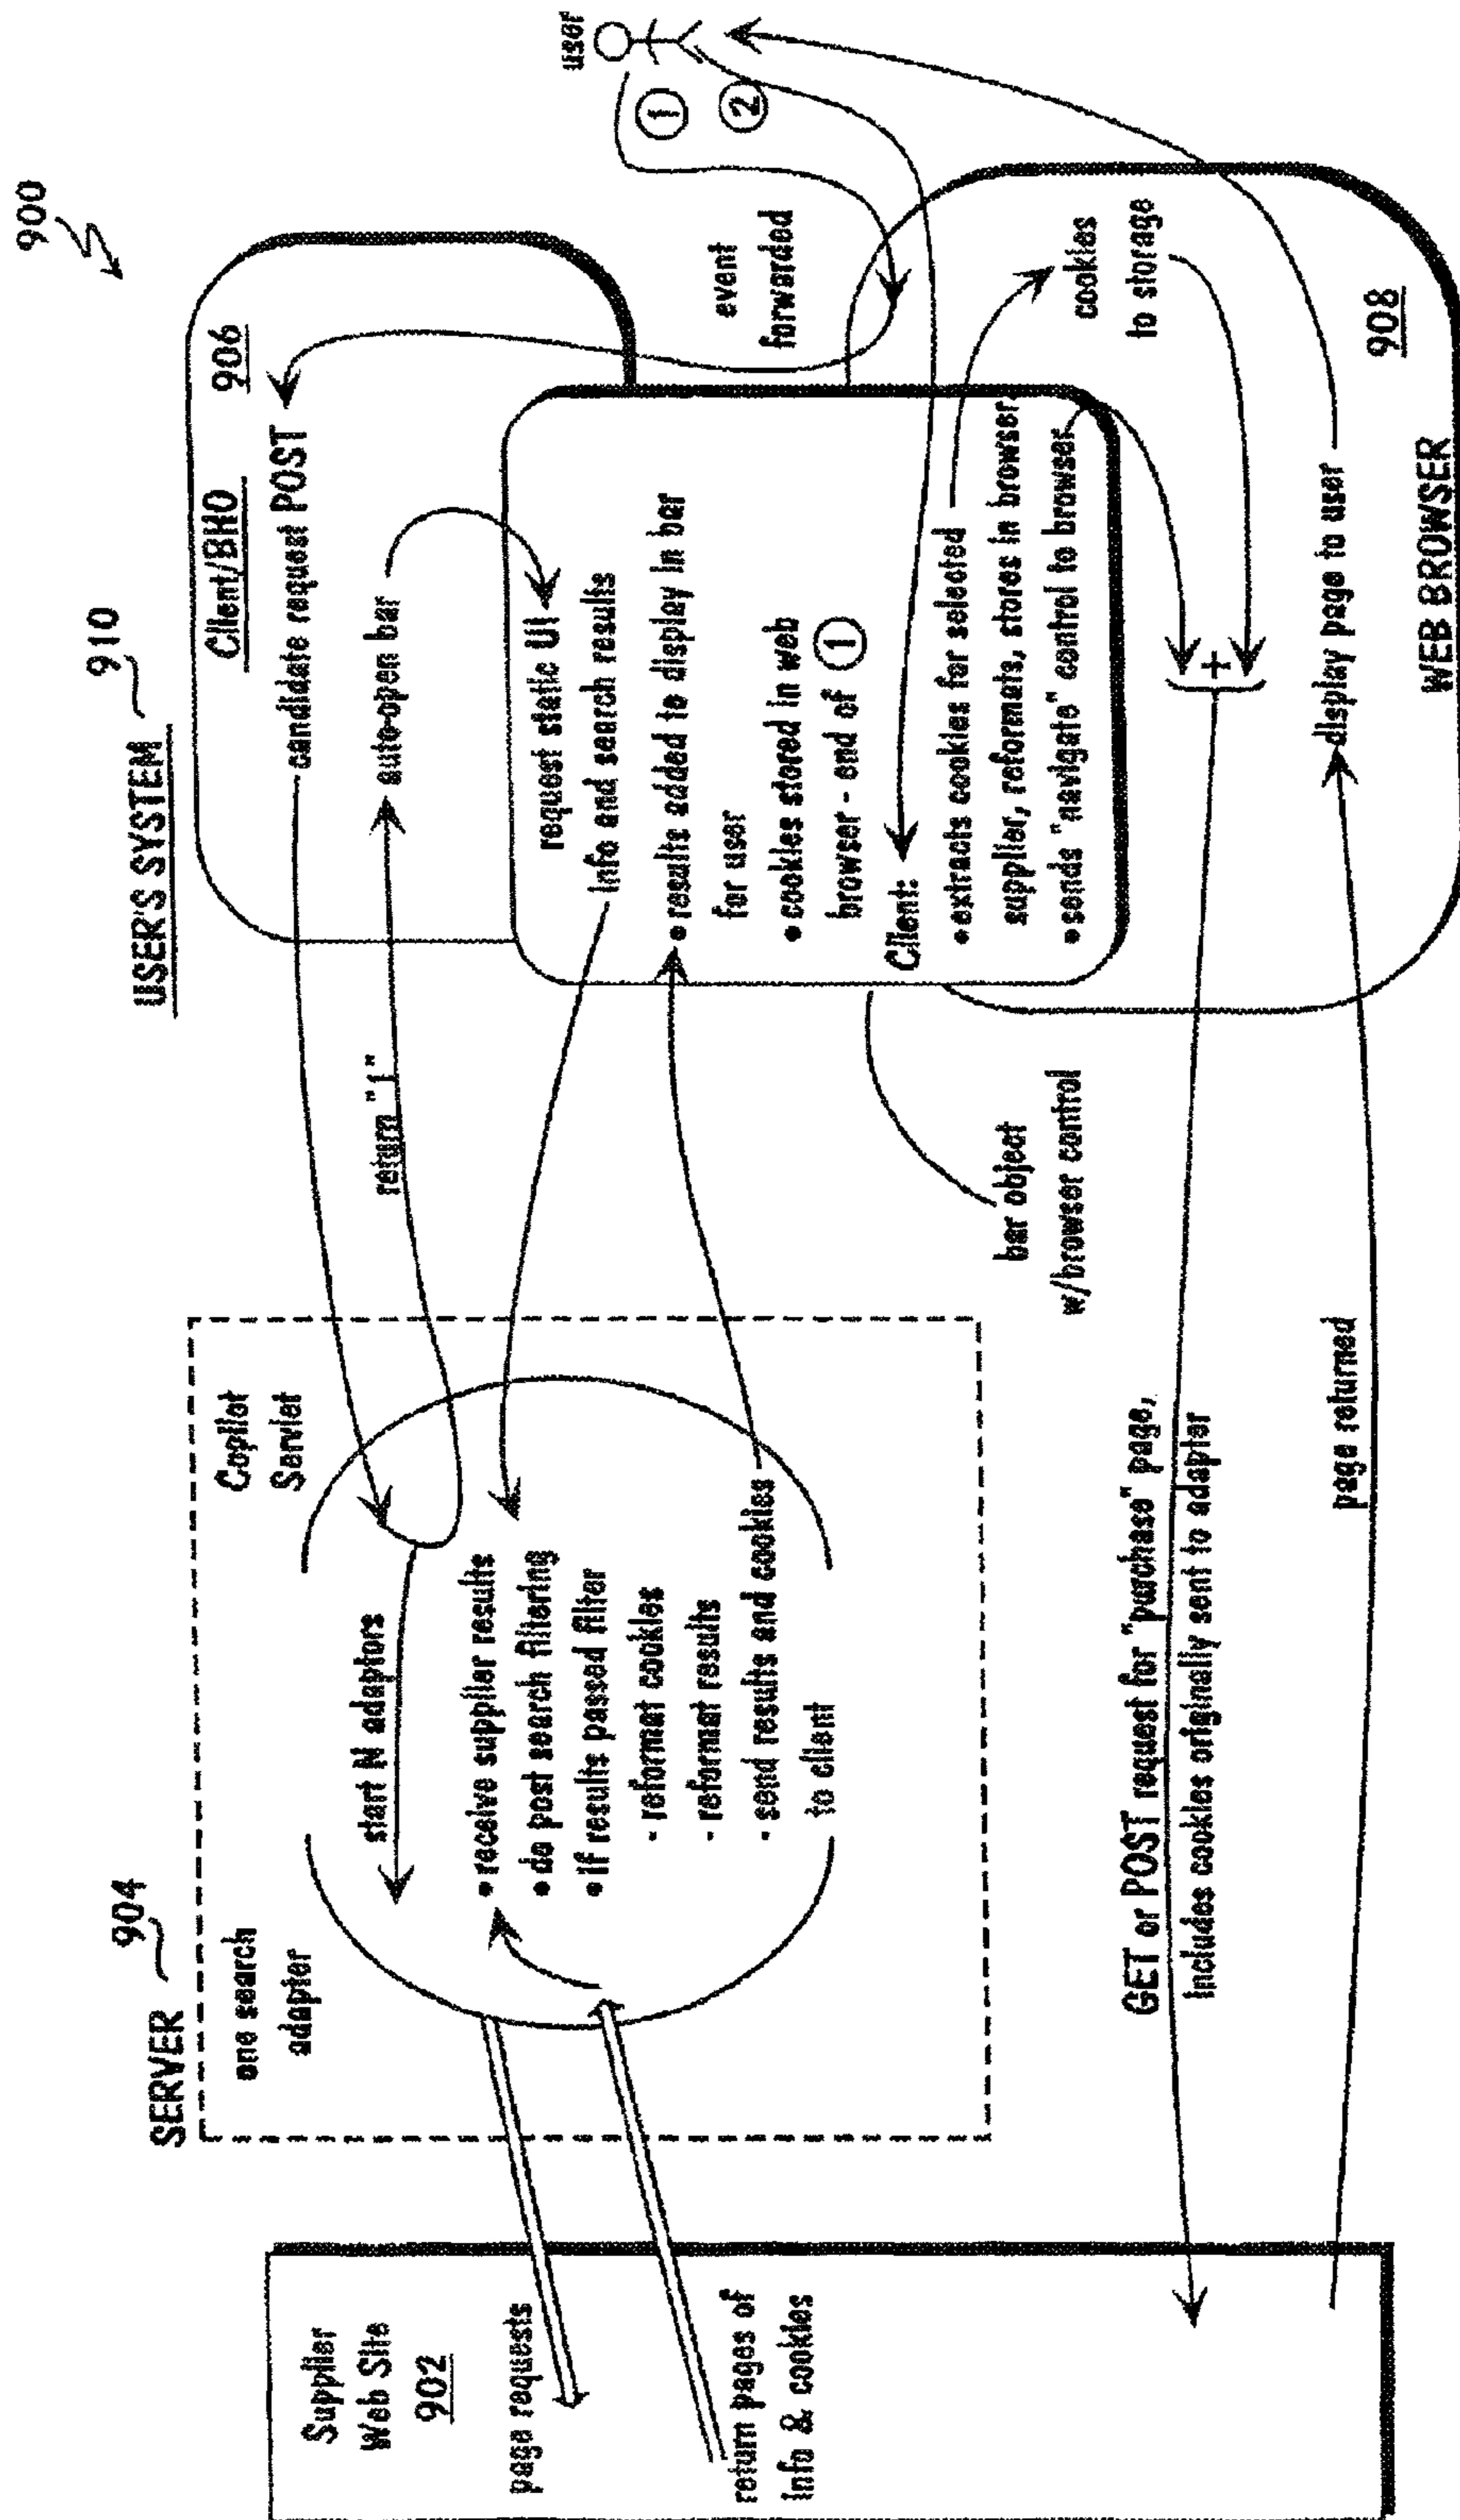 900
USER'S SYSTEM
910
SERVER
904
Supplier
Web Site
902
page requests
return pages of
info & cookies
one search
adapter
Copilot
Servlet
start N adaptors
• receive supplier results
• do post search filtering
• if results passed filter
- reformat cookies
- reformat results
- send results and cookies
to client
return "1"
Client/BHO
906
candidate request POST
auto-open bar
request static UI
info and search results
• results added to display in bar
for user
• cookies stored in web
browser - end of ①
Client:
• extracts cookies for selected
supplier, reformats, stores in browser
• sends "navigate" control to browser
bar object
w/browser control
event
forwarded
user
①
②
cookies
to storage
+
908
display page to user
WEB BROWSER
GET or POST request for "purchase" page,
includes cookies originally sent to adapter
page returned